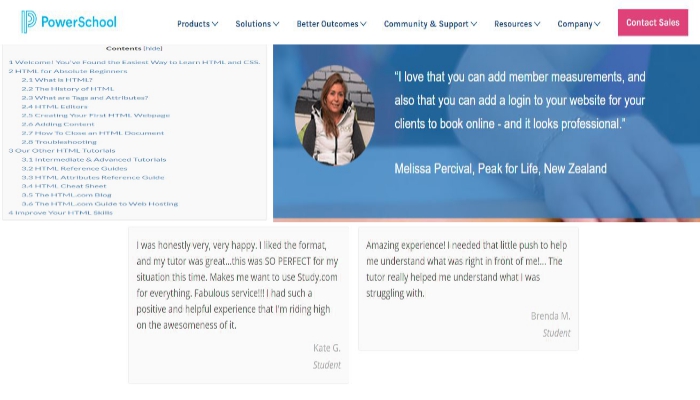 PowerSchool
Products Solutions Better Outcomes Community & Support Resources Company Contact Sales
Contents [hide]
1 Welcome! You've Found the Easiest Way to Learn HTML and CSS.
2 HTML for Absolute Beginners
2.1 What is HTML?
2.2 The History of HTML
2.3 What are Tags and Attributes?
2.4 HTML Editors
2.5 Creating Your First HTML Webpage
2.6 Adding Content
2.7 How To Close an HTML Document
2.8 Troubleshooting
3 Our Other HTML Tutorials
3.1 Intermediate & Advanced Tutorials
3.2 HTML Reference Guides
3.3 HTML Attributes Reference Guide
3.4 HTML Cheat Sheet
3.5 The HTML.com Blog
3.6 The HTML.com Guide to Web Hosting
4 Improve Your HTML Skills
“I love that you can add member measurements, and
also that you can add a login to your website for your
clients to book online - and it looks professional.”
Melissa Percival, Peak for Life, New Zealand
I was honestly very, very happy. I liked the format,
and my tutor was great...this was SO PERFECT for my
situation this time. Makes me want to use Study.com
for everything. Fabulous service!!! I had such a
positive and helpful experience that I'm riding high
on the awesomeness of it.
Kate G.
Student
Amazing experience! I needed that little push to help
me understand what was right in front of me!... The
tutor really helped me understand what I was
struggling with.
Brenda M.
Student